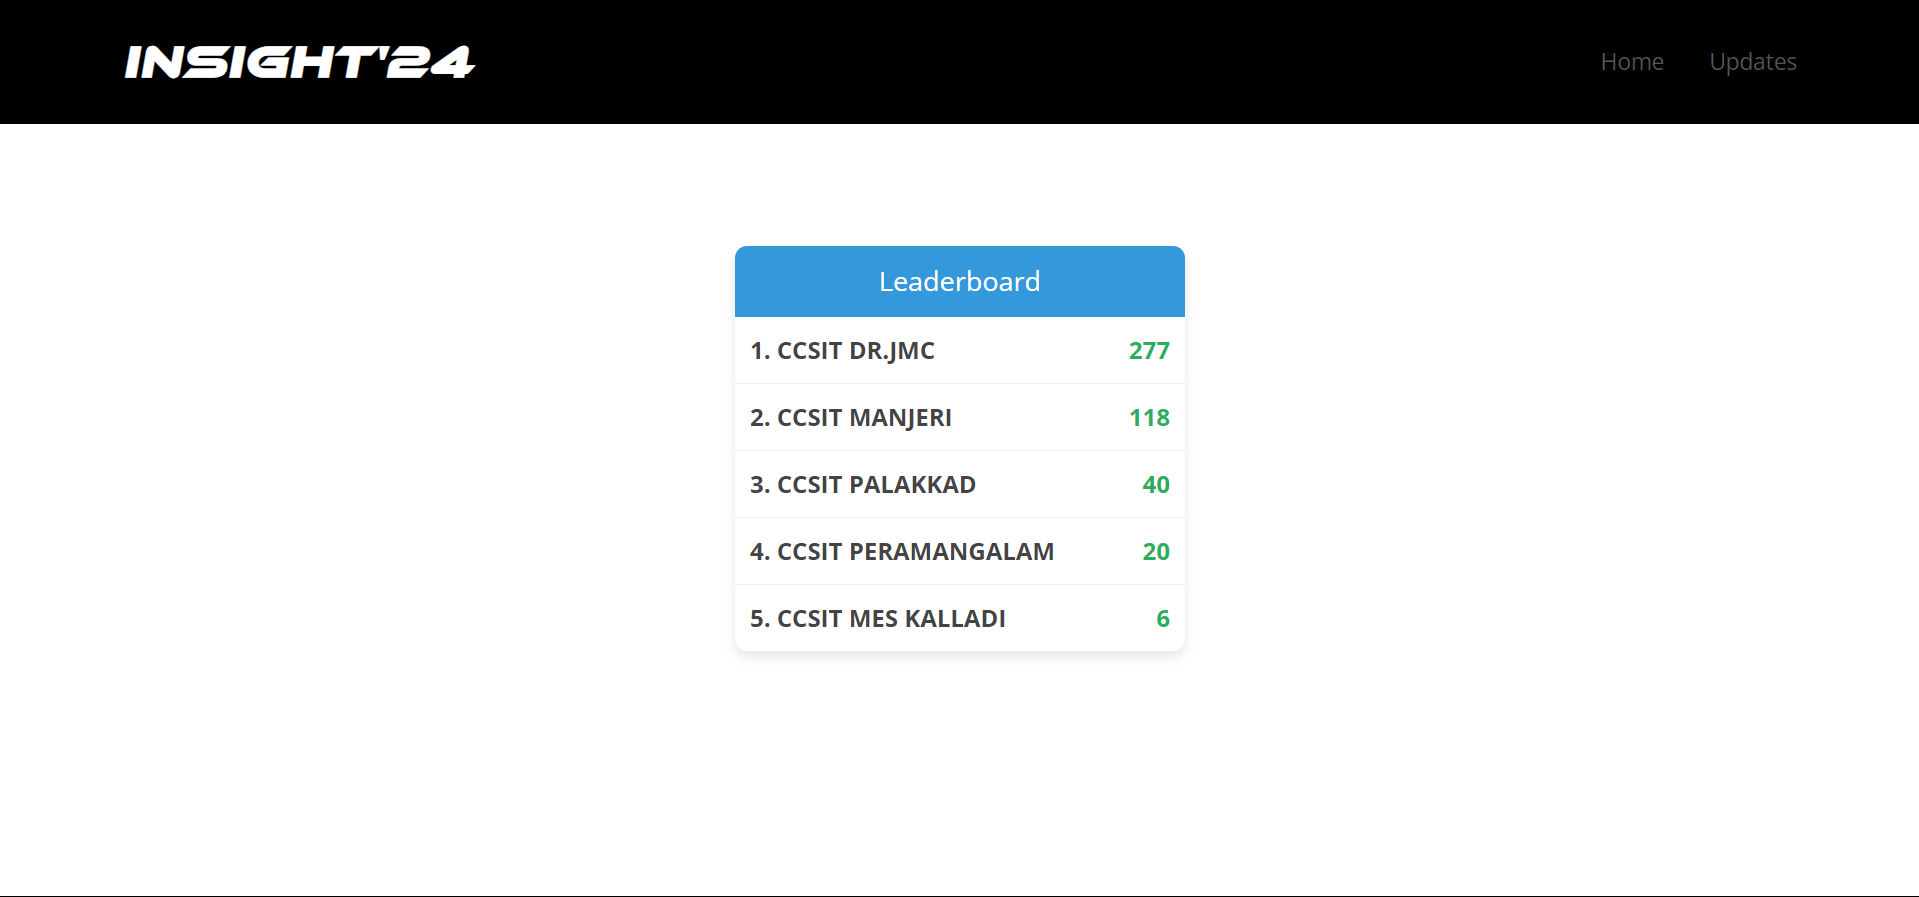 INSIGHT'24
Home
Updates
Leaderboard
1. CCSIT DR.JMC 277
2. CCSIT MANJERI 118
3. CCSIT PALAKKAD 40
4. CCSIT PERAMANGALAM 20
5. CCSIT MES KALLADI 6